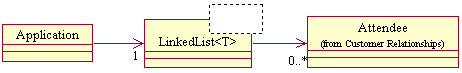 Application
1
LinkedList<T>
0..*
Attendee
(from Customer Relationships)